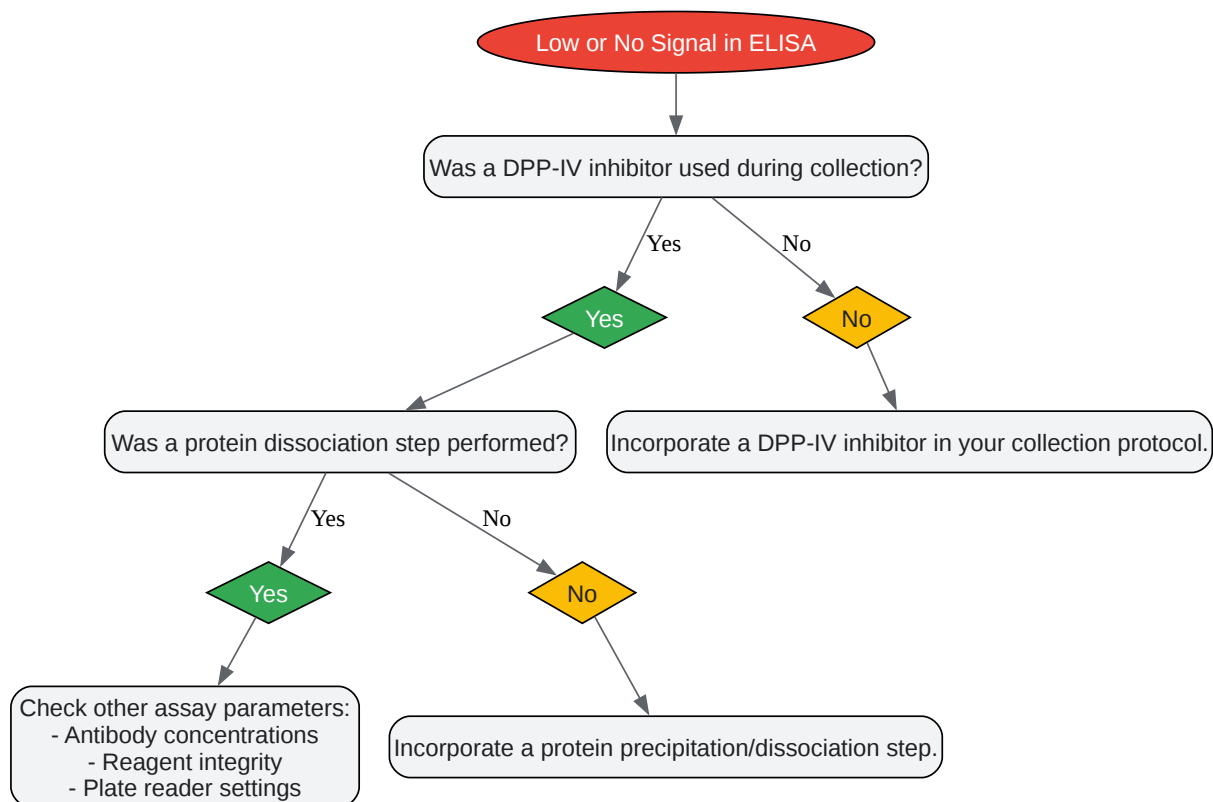 Low or No Signal in ELISA
Was a DPP-IV inhibitor used during collection?
Yes
No
Yes
No
Was a protein dissociation step performed?
Incorporate a DPP-IV inhibitor in your collection protocol.
Yes
No
Yes
No
Check other assay parameters:
- Antibody concentrations
- Reagent integrity
- Plate reader settings
Incorporate a protein precipitation/dissociation step.